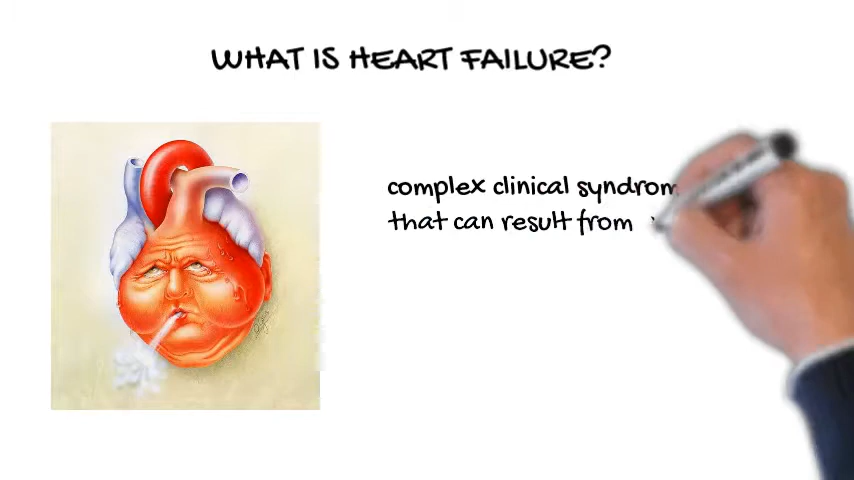 WHAT IS HEART FAILURE?
complex clinical syndrom
that can result from